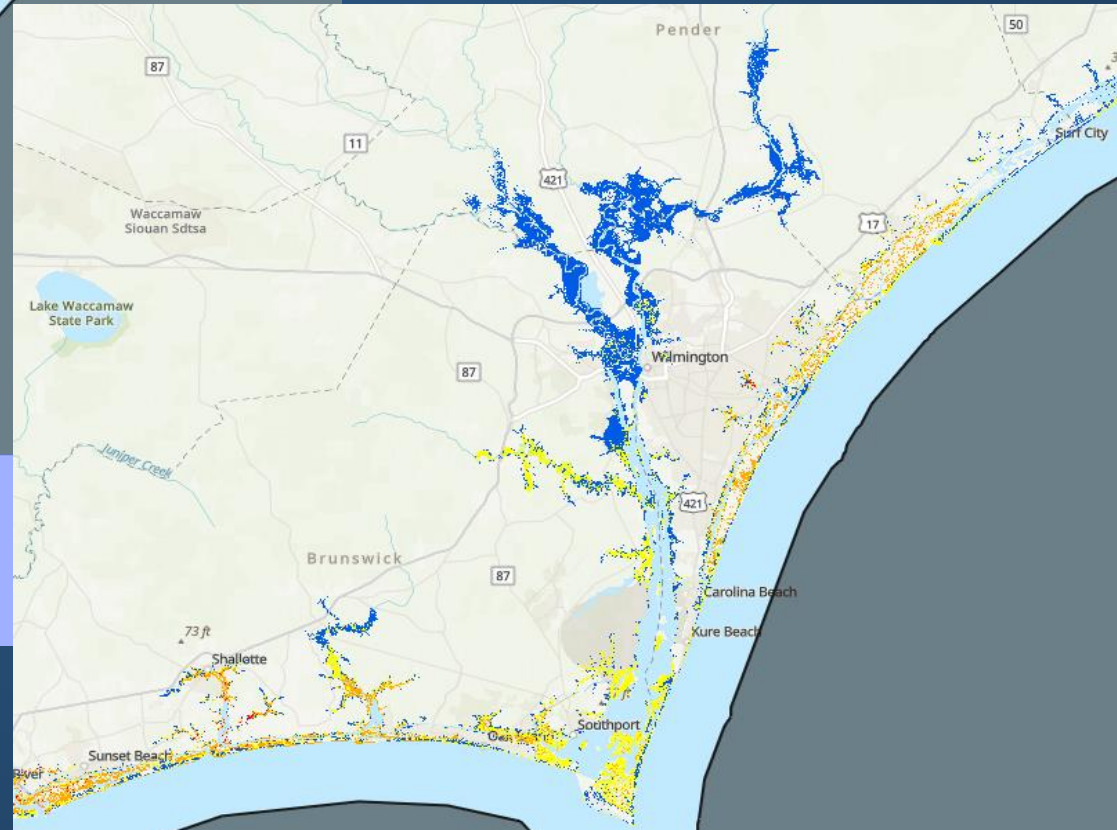 Pender
50
87
11
Surf City
421
Waccamaw
Siouan Sdtsa
17
Lake Waccamaw
State Park
Wilmington
87
Juniper Creek
421
Brunswick
87
Carolina Beach
Kure Beach
73 ft
Shallotte
Southport
Sunset Beach
River